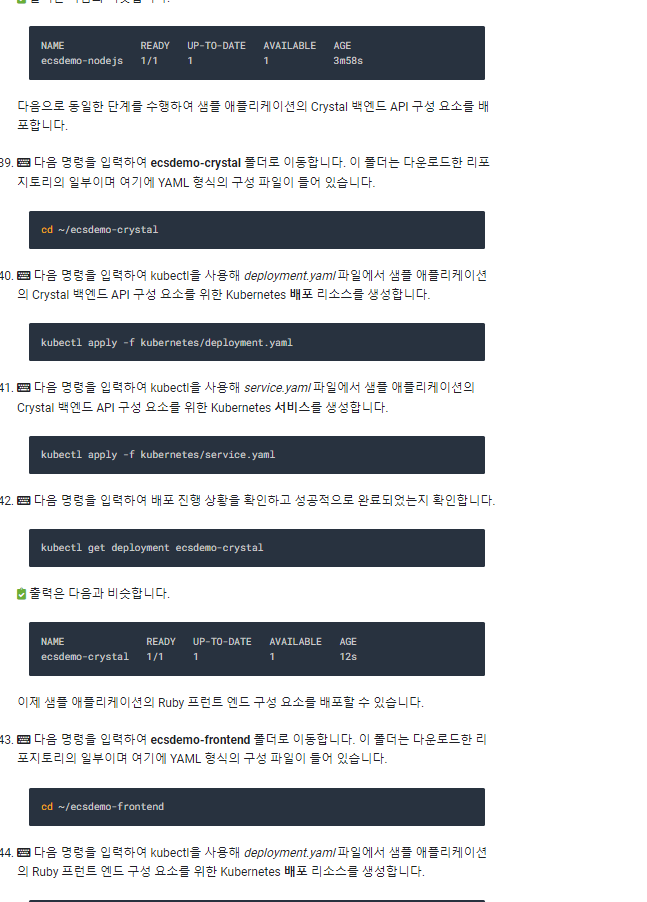 NAME READY UP-TO-DATE AVAILABLE AGE
ecsdemo-nodejs 1/1 1 1 3m58s
다음으로 동일한 단계를 수행하여 샘플 애플리케이션의 Crystal 백엔드 API 구성 요소를 배
포합니다.
39. 다음 명령을 입력하여 ecsdemo-crystal 폴더로 이동합니다. 이 폴더는 다운로드한 리포
지토리의 일부이며 여기에 YAML 형식의 구성 파일이 들어 있습니다.
cd ~/ecsdemo-crystal
40. 다음 명령을 입력하여 kubectl을 사용해 deployment.yaml 파일에서 샘플 애플리케이션
의 Crystal 백엔드 API 구성 요소를 위한 Kubernetes 배포 리소스를 생성합니다.
kubectl apply -f kubernetes/deployment.yaml
41. 다음 명령을 입력하여 kubectl을 사용해 service.yaml 파일에서 샘플 애플리케이션의
Crystal 백엔드 API 구성 요소를 위한 Kubernetes 서비스를 생성합니다.
kubectl apply -f kubernetes/service.yaml
42. 다음 명령을 입력하여 배포 진행 상황을 확인하고 성공적으로 완료되었는지 확인합니다.
kubectl get deployment ecsdemo-crystal
출력은 다음과 비슷합니다.
NAME READY UP-TO-DATE AVAILABLE AGE
ecsdemo-crystal 1/1 1 1 12s
이제 샘플 애플리케이션의 Ruby 프런트 엔드 구성 요소를 배포할 수 있습니다.
43. 다음 명령을 입력하여 ecsdemo-frontend 폴더로 이동합니다. 이 폴더는 다운로드한 리
포지토리의 일부이며 여기에 YAML 형식의 구성 파일이 들어 있습니다.
cd ~/ecsdemo-frontend
44. 다음 명령을 입력하여 kubectl을 사용해 deployment.yaml 파일에서 샘플 애플리케이션
의 Ruby 프런트 엔드 구성 요소를 위한 Kubernetes 배포 리소스를 생성합니다.